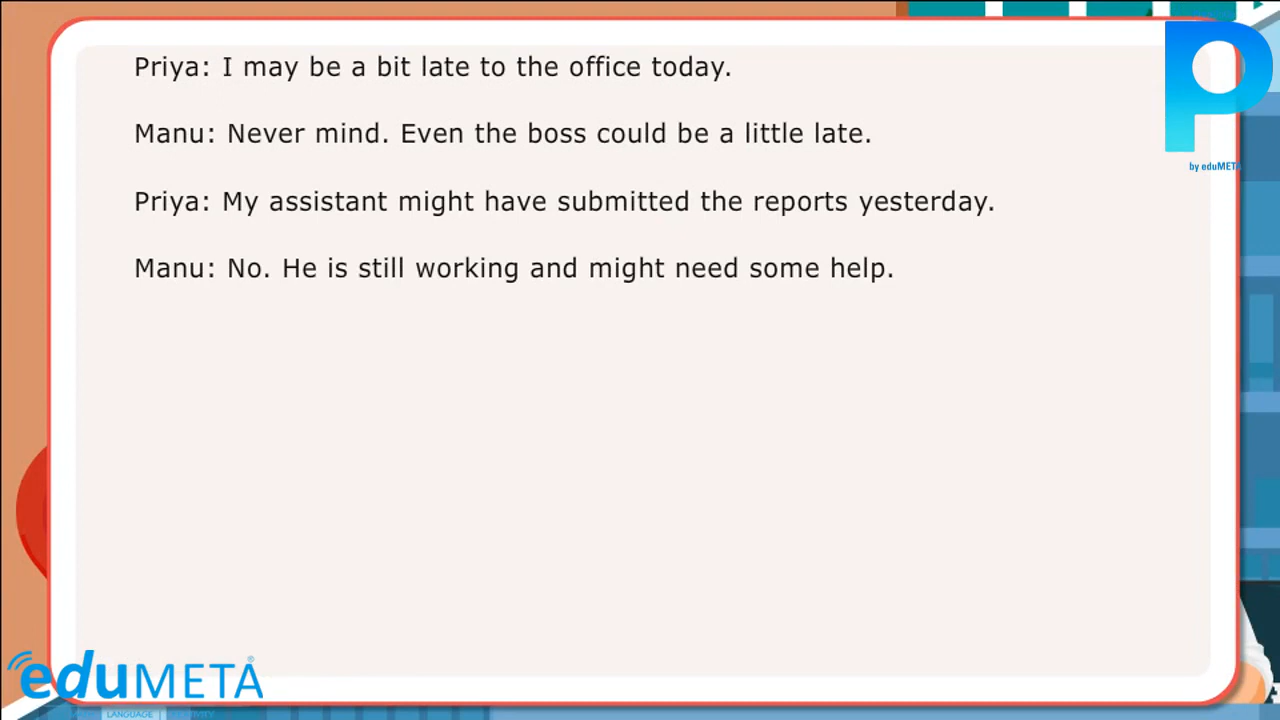 Priya: I may be a bit late to the office today.
by eduMETA
Manu: Never mind. Even the boss could be a little late.
Priya: My assistant might have submitted the reports yesterday.
Manu: No. He is still working and might need some help.
eduMETA®
LANGUAGE